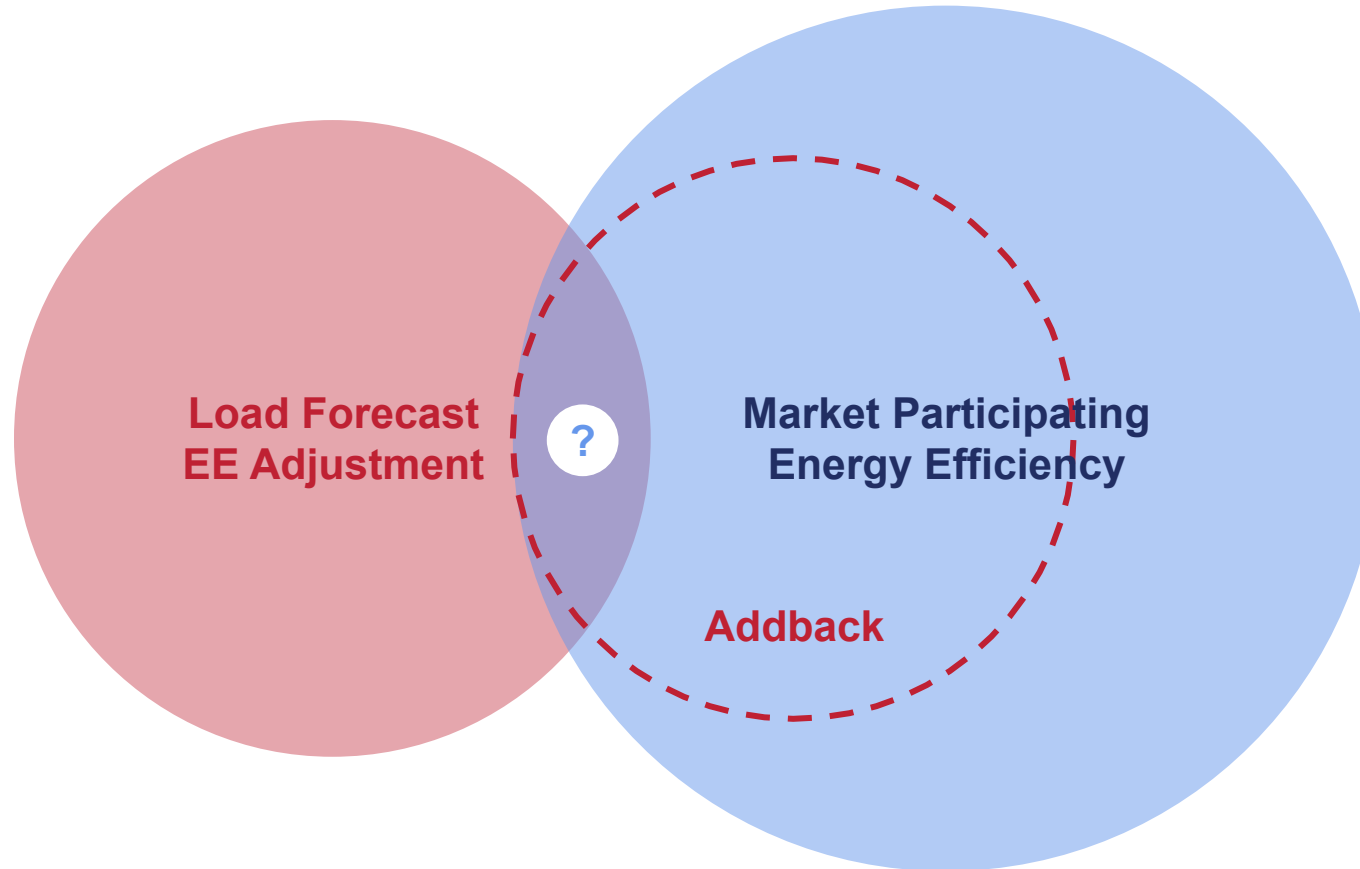 Load Forecast
EE Adjustment
?
Market Participating
Energy Efficiency
Addback